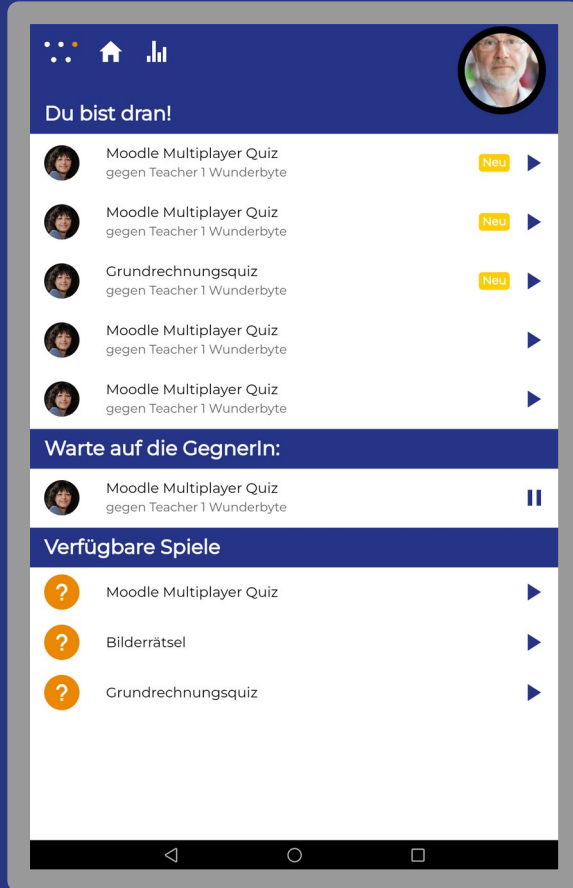 Du bist dran!
Moodle Multiplayer Quiz
gegen Teacher 1 Wunderbyte
Neu
Moodle Multiplayer Quiz
gegen Teacher 1 Wunderbyte
Neu
Grundrechnungsquiz
gegen Teacher 1 Wunderbyte
Neu
Moodle Multiplayer Quiz
gegen Teacher 1 Wunderbyte
Moodle Multiplayer Quiz
gegen Teacher 1 Wunderbyte
Warte auf die GegnerIn:
Moodle Multiplayer Quiz
gegen Teacher 1 Wunderbyte
Verfügbare Spiele
? Moodle Multiplayer Quiz
? Bilderrätsel
? Grundrechnungsquiz